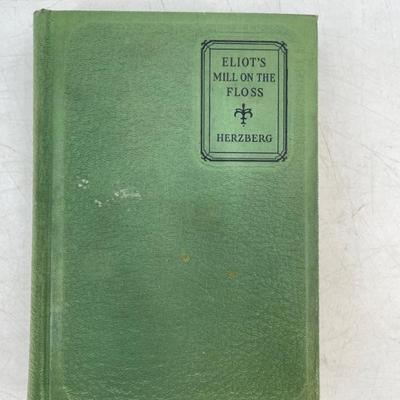 ELIOT'S
MILL ON THE
FLOSS
HERZBERG